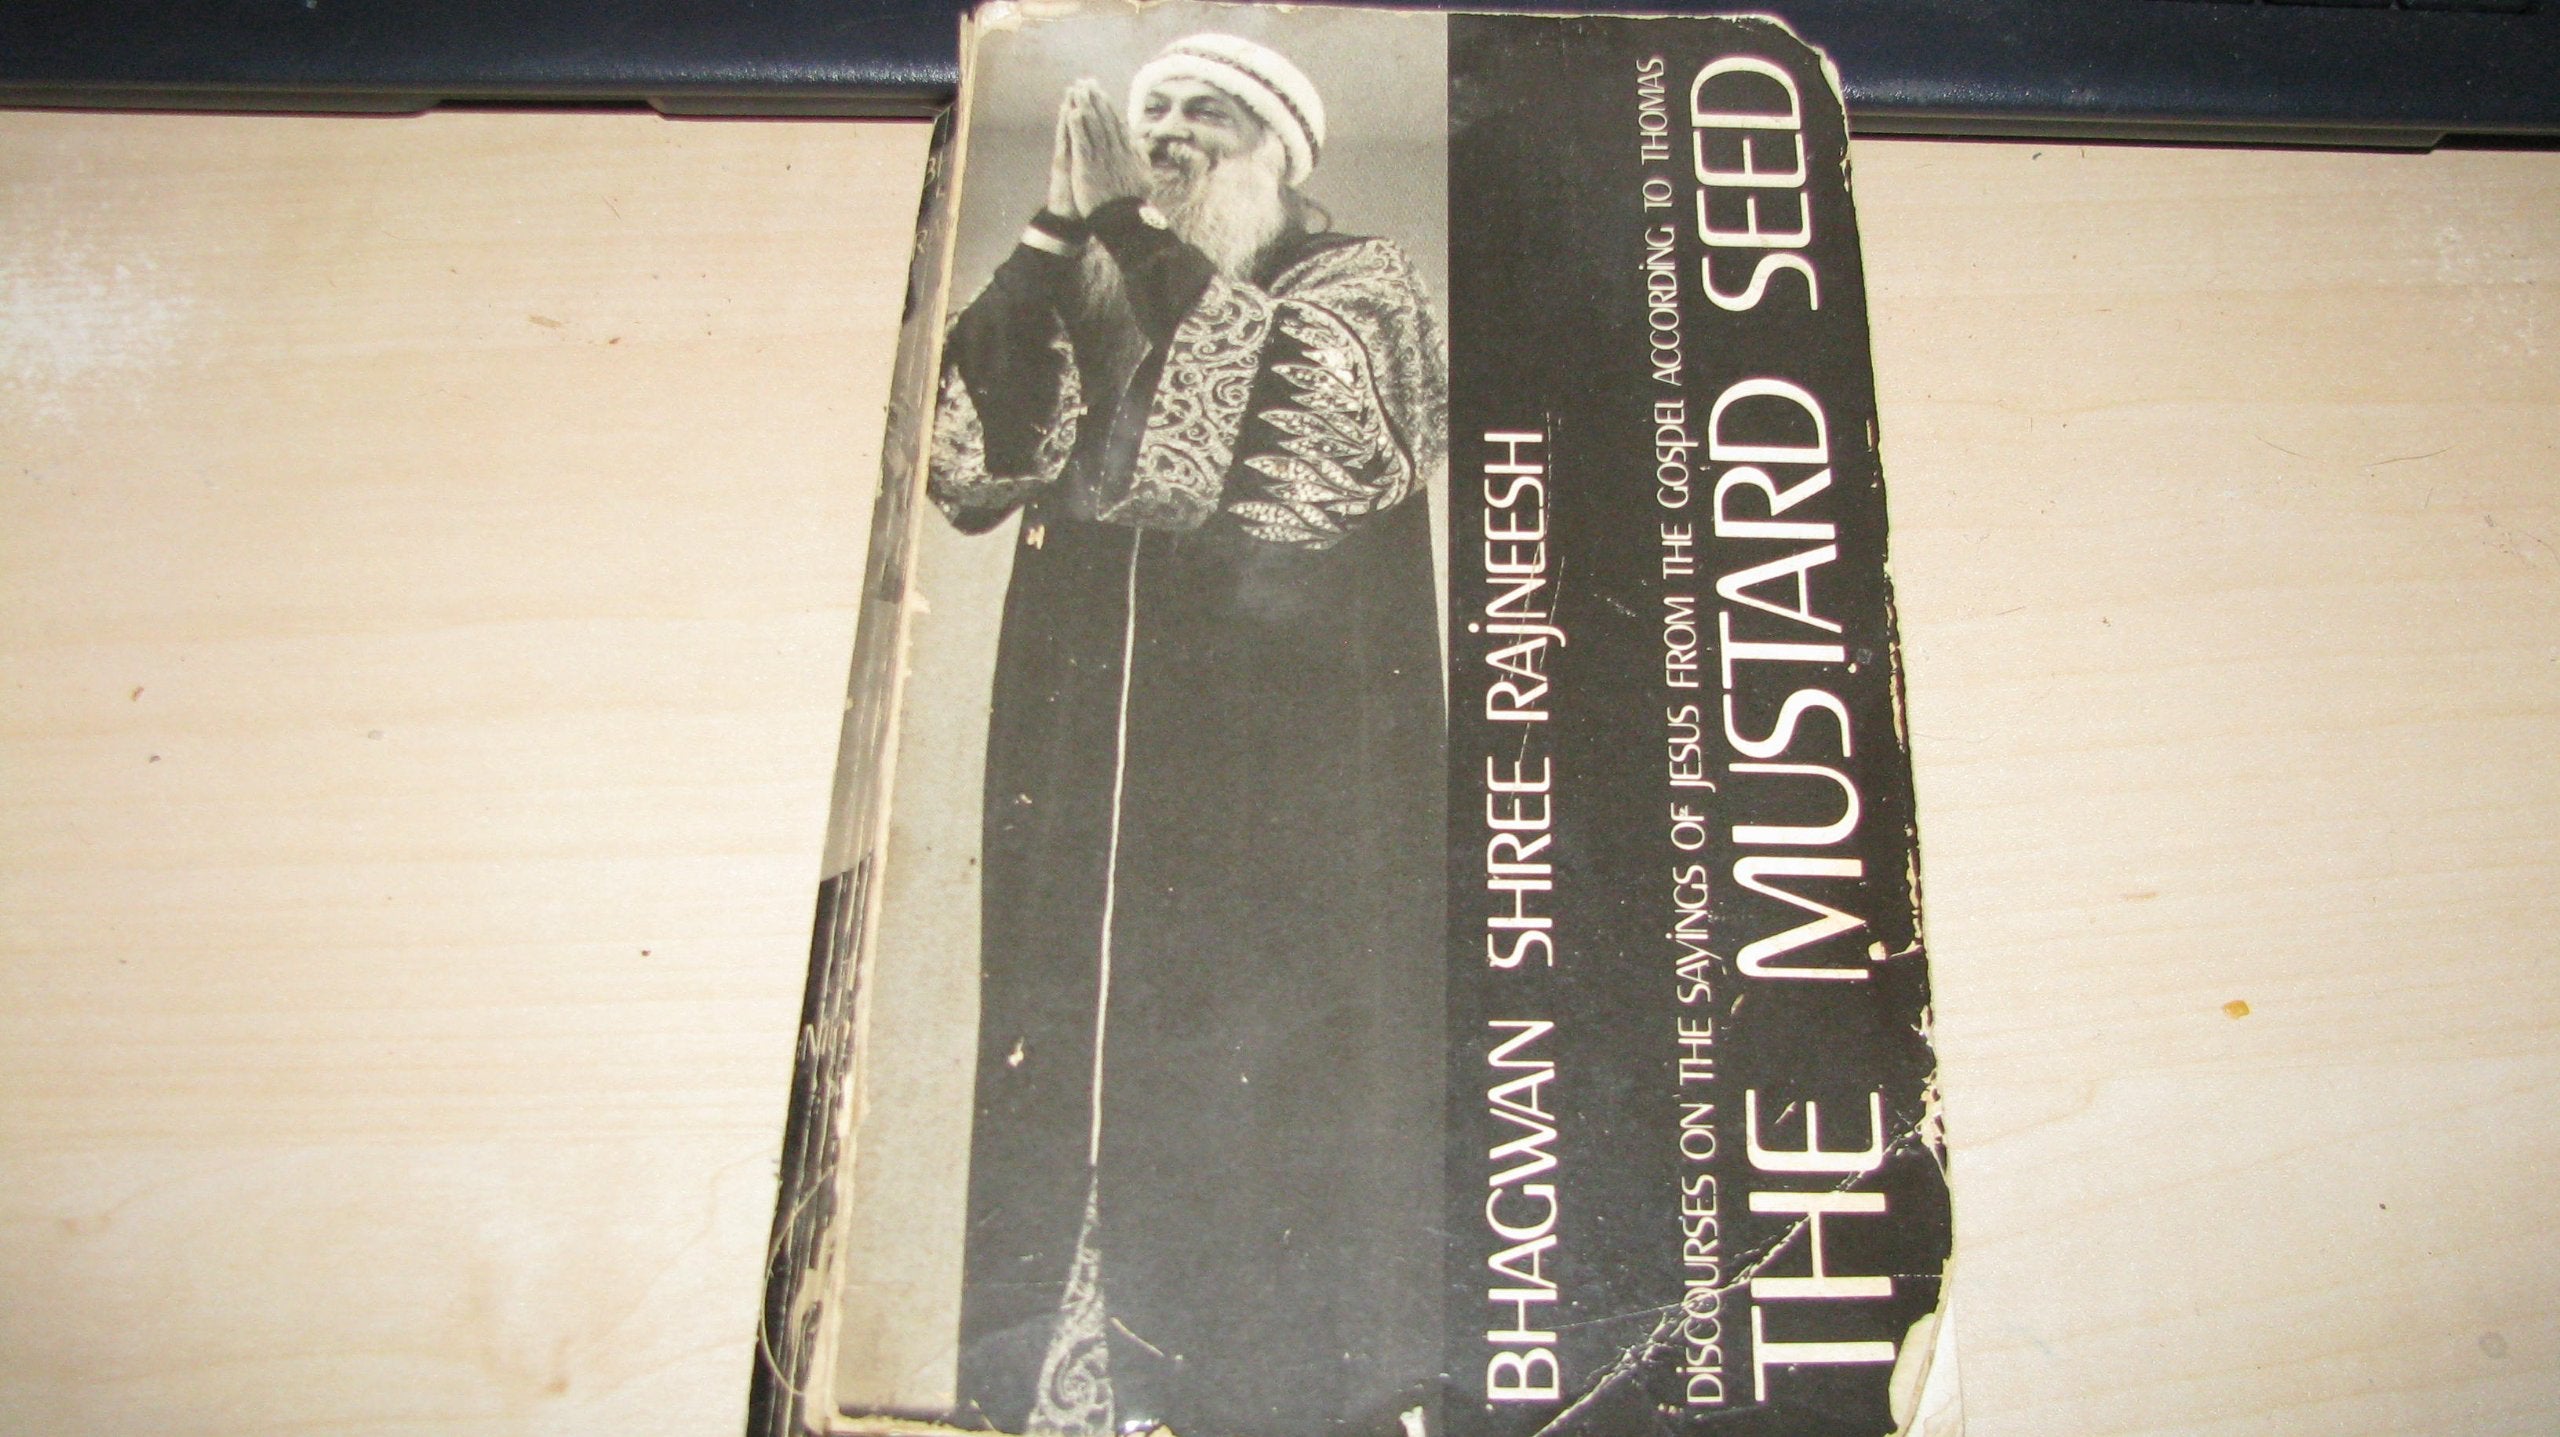 THE MUSTARD SEED
DISCOURSES ON THE SAYINGS OF JESUS FROM THE GOSPEL ACCORDING TO THOMAS
BHAGWAN SHREE RAJNEESH